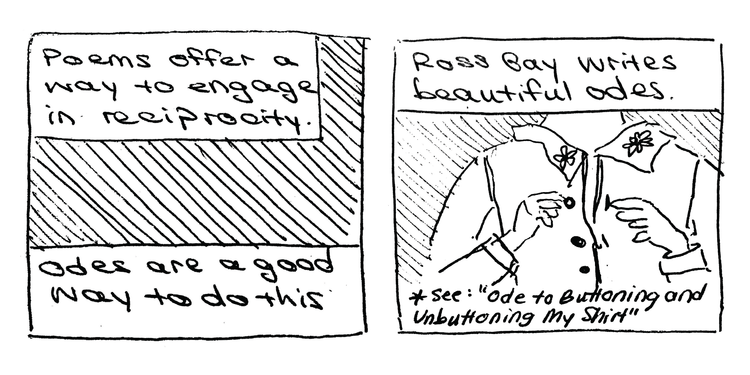 Poems offer a
way to engage
in reciprocity.
Odes are a good
way to do this
Ross Gay writes
beautiful odes.
*See: "Ode to Buttoning and
Unbuttoning My Shirt"